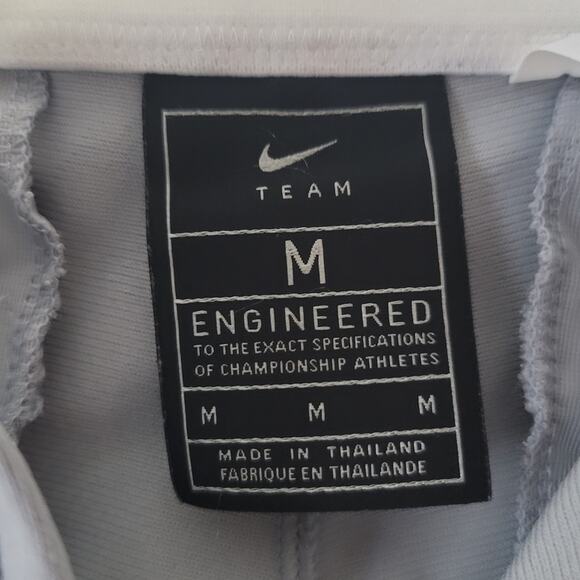 TEAM
M
ENGINEERED
TO THE EXACT SPECIFICATIONS
OF CHAMPIONSHIP ATHLETES
M M M
MADE IN THAILAND
FABRIQUE EN THAILANDE